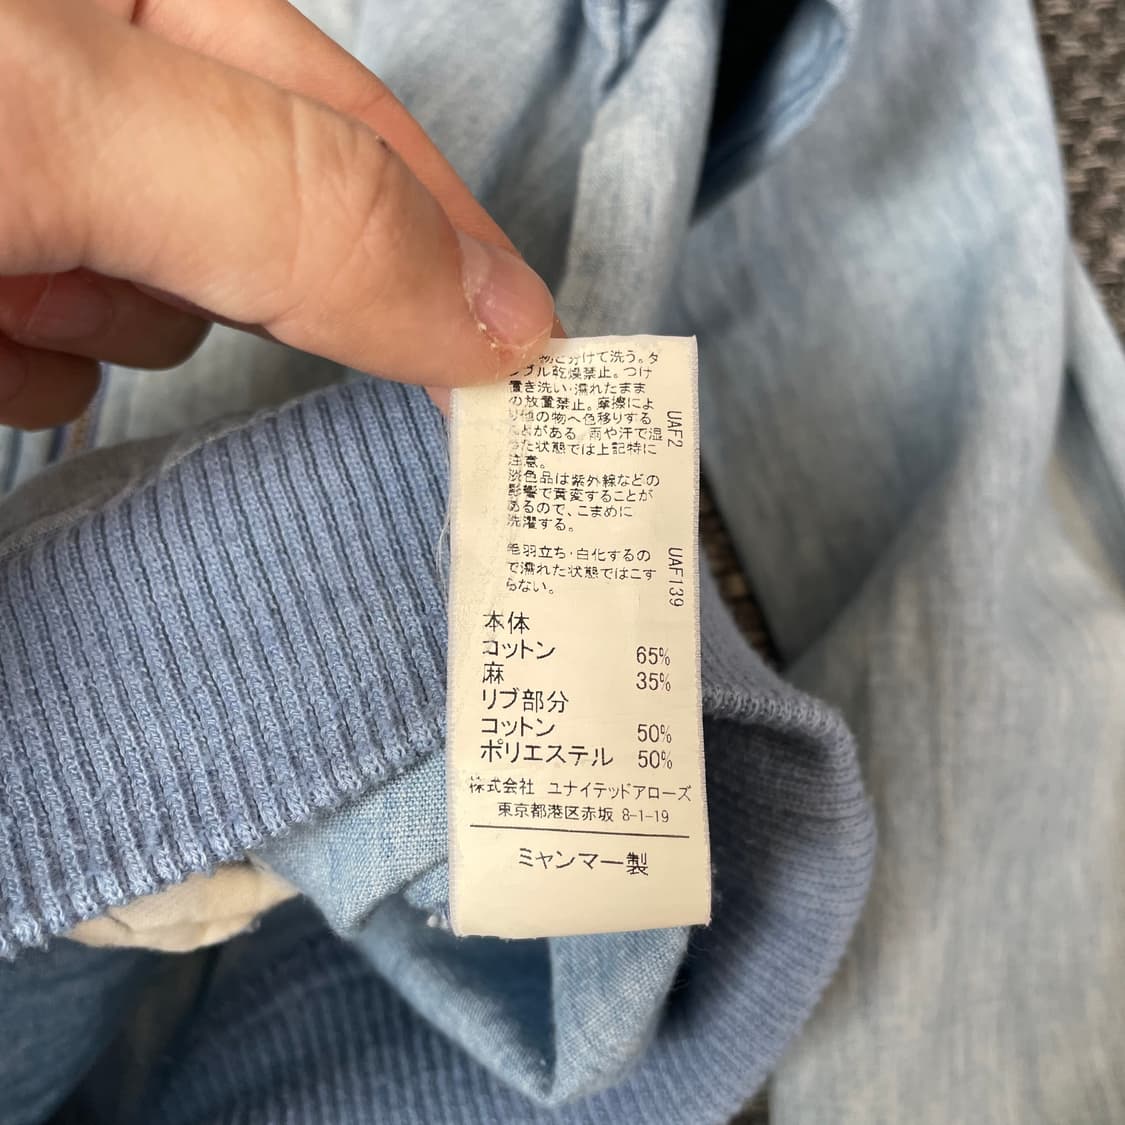 物と分けて洗う。タ
ンブル乾燥禁止。つけ
置き洗い・濡れたまま
の放置禁止。摩擦によ
り他の物へ色移りする
ことがある。雨や汗で湿
った状態では上記特に
注意。
UAF2
淡色品は紫外線などの
影響で黄変することが
あるので、こまめに
洗濯する。
毛羽立ち・白化するの
で濡れた状態ではこす
らない。
UAF139
本体
コットン 65%
麻 35%
リブ部分
コットン 50%
ポリエステル 50%
株式会社 ユナイテッドアローズ
東京都港区赤坂 8-1-19
ミャンマー製